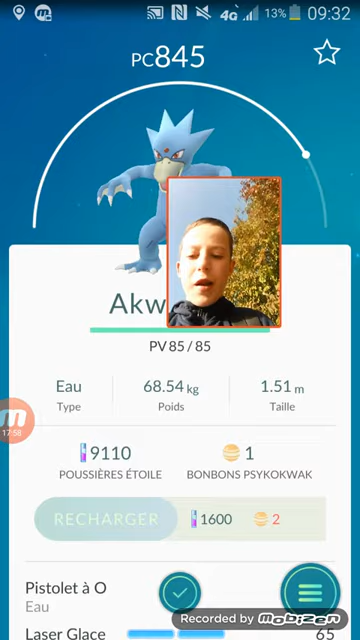 4G 13% 09:32
PC845
Akw
PV 85 / 85
Eau 68.54 kg 1.51 m
Type Poids Taille
17:58
9110 1
POUSSIÈRES ÉTOILE BONBONS PSYKOKWAK
RECHARGER 1600 2
Pistolet à O
Eau
Laser Glace 65
Recorded by mobizen